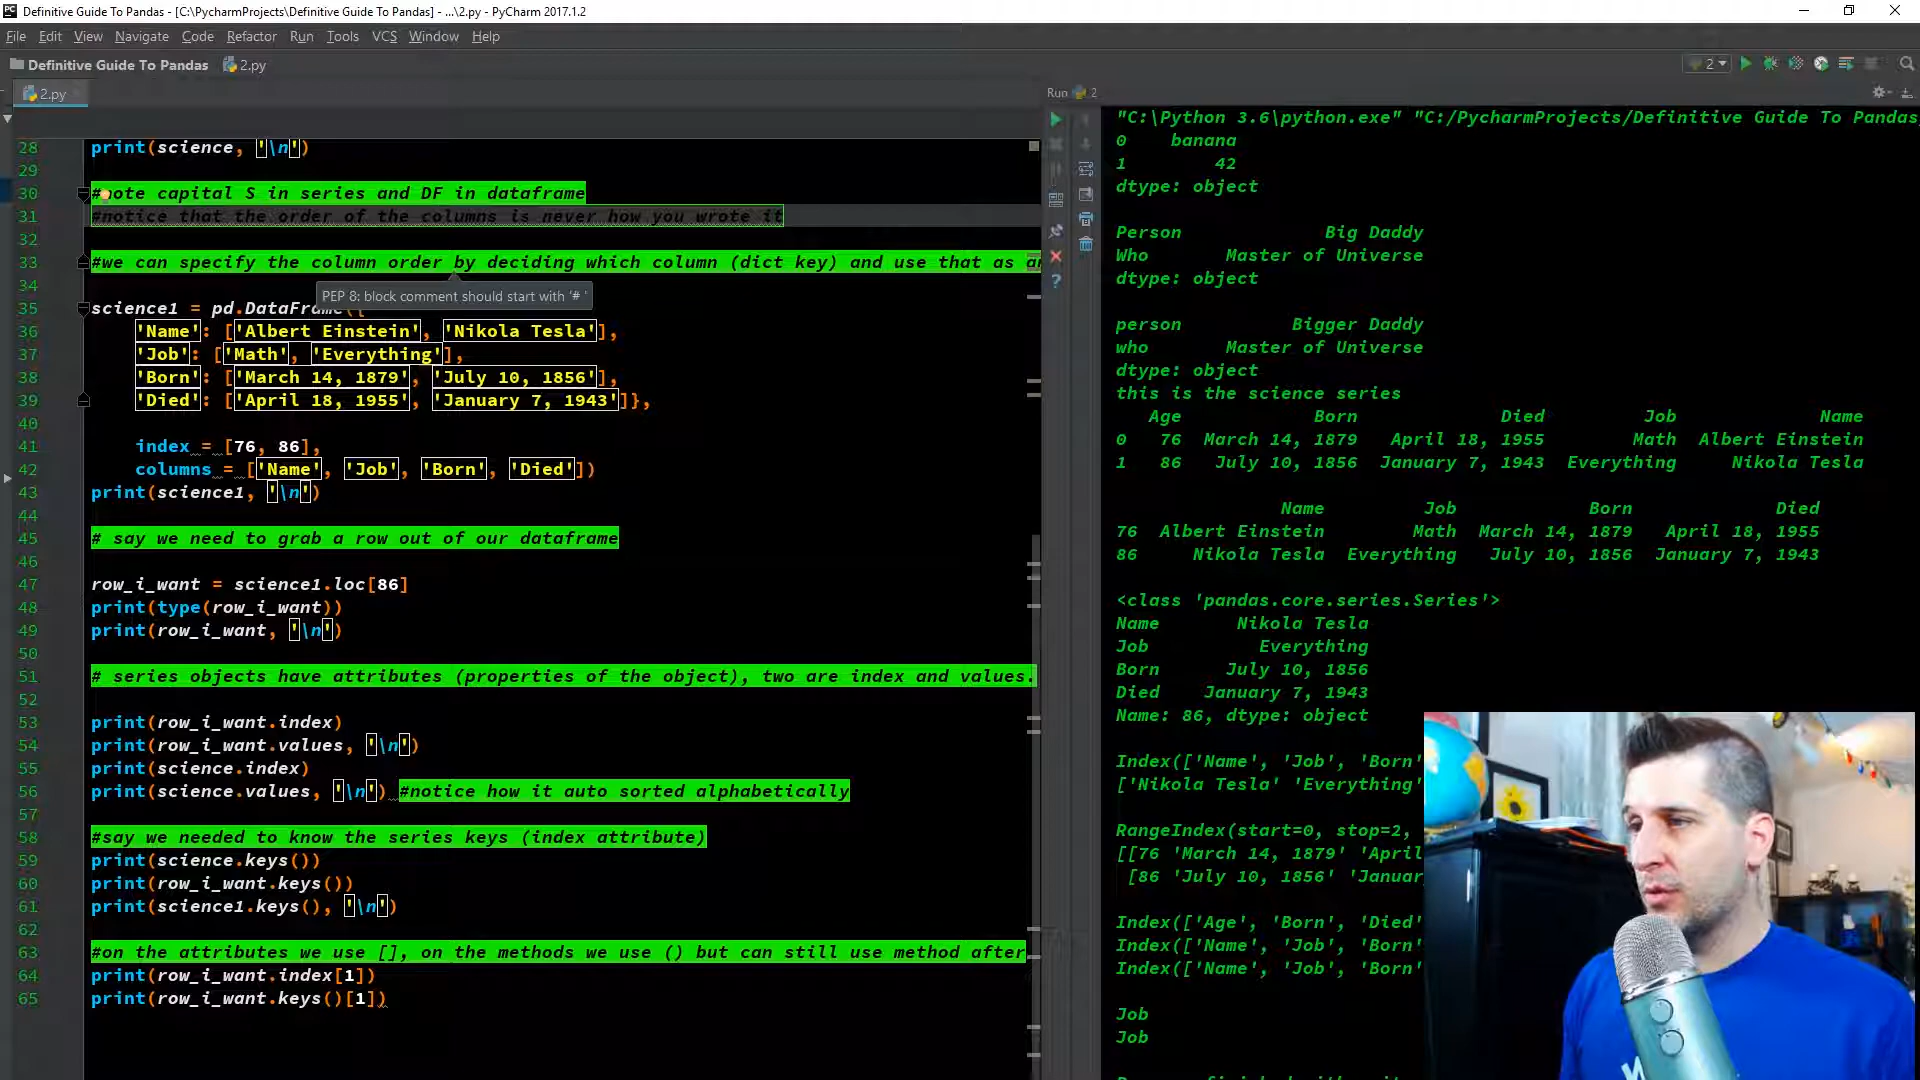 Definitive Guide To Pandas - [C:\PycharmProjects\Definitive Guide To Pandas] - ...\2.py - PyCharm 2017.1.2
File Edit View Navigate Code Refactor Run Tools VCS Window Help
Definitive Guide To Pandas 2.py
2
2.py
28 print(science, '\n')
29
30 #note capital S in series and DF in dataframe
31 #notice that the order of the columns is never how you wrote it
32
33 #we can specify the column order by deciding which column (dict key) and use that as
34
PEP 8: block comment should start with '# '
35 science1 = pd.DataFrame({
36 'Name': ['Albert Einstein', 'Nikola Tesla'],
37 'Job': ['Math', 'Everything'],
38 'Born': ['March 14, 1879', 'July 10, 1856'],
39 'Died': ['April 18, 1955', 'January 7, 1943']},
40
41 index = [76, 86],
42 columns = ['Name', 'Job', 'Born', 'Died'])
43 print(science1, '\n')
44
45 # say we need to grab a row out of our dataframe
46
47 row_i_want = science1.loc[86]
48 print(type(row_i_want))
49 print(row_i_want, '\n')
50
51 # series objects have attributes (properties of the object), two are index and values.
52
53 print(row_i_want.index)
54 print(row_i_want.values, '\n')
55 print(science.index)
56 print(science.values, '\n') #notice how it auto sorted alphabetically
57
58 #say we needed to know the series keys (index attribute)
59 print(science.keys())
60 print(row_i_want.keys())
61 print(science1.keys(), '\n')
62
63 #on the attributes we use [], on the methods we use () but can still use method after
64 print(row_i_want.index[1])
65 print(row_i_want.keys()[1])
Run 2
"C:\Python 3.6\python.exe" "C:/PycharmProjects/Definitive Guide To Pandas
0 banana
1 42
dtype: object
Person Big Daddy
Who Master of Universe
dtype: object
person Bigger Daddy
who Master of Universe
dtype: object
this is the science series
Age Born Died Job Name
0 76 March 14, 1879 April 18, 1955 Math Albert Einstein
1 86 July 10, 1856 January 7, 1943 Everything Nikola Tesla
Name Job Born Died
76 Albert Einstein Math March 14, 1879 April 18, 1955
86 Nikola Tesla Everything July 10, 1856 January 7, 1943
<class 'pandas.core.series.Series'>
Name Nikola Tesla
Job Everything
Born July 10, 1856
Died January 7, 1943
Name: 86, dtype: object
Index(['Name', 'Job', 'Born'
['Nikola Tesla' 'Everything'
RangeIndex(start=0, stop=2,
[[76 'March 14, 1879' 'April
[86 'July 10, 1856' 'Januar
Index(['Age', 'Born', 'Died'
Index(['Name', 'Job', 'Born'
Index(['Name', 'Job', 'Born'
Job
Job